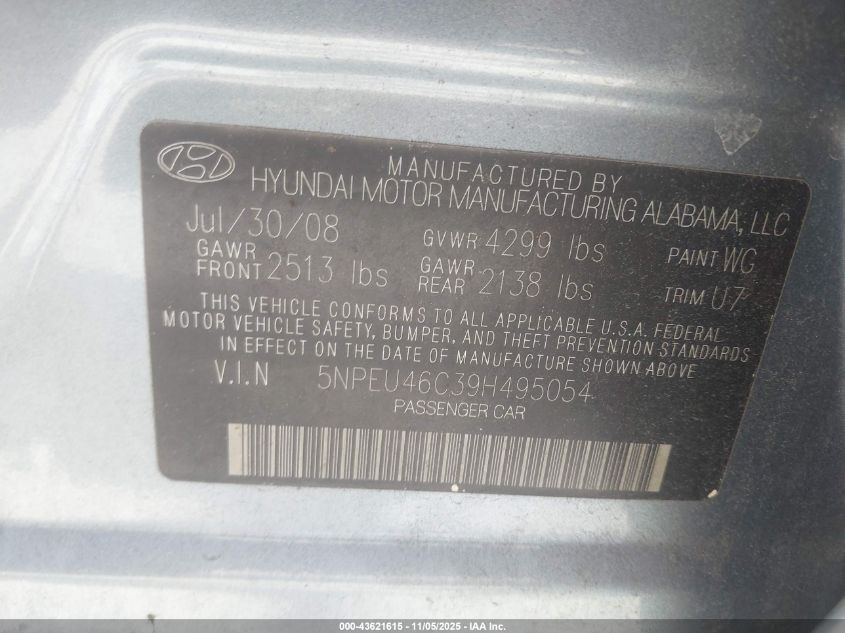 MANUFACTURED BY
HYUNDAI MOTOR MANUFACTURING ALABAMA, LLC
Jul/30/08 GVWR 4299 lbs PAINT WG
GAWR FRONT 2513 lbs GAWR REAR 2138 lbs TRIM U7
THIS VEHICLE CONFORMS TO ALL APPLICABLE U.S.A. FEDERAL
MOTOR VEHICLE SAFETY, BUMPER, AND THEFT PREVENTION STANDARDS
IN EFFECT ON THE DATE OF MANUFACTURE SHOWN ABOVE
V.I.N 5NPEU46C39H495054
PASSENGER CAR
000-43621615 - 11/05/2025 - IAA Inc.